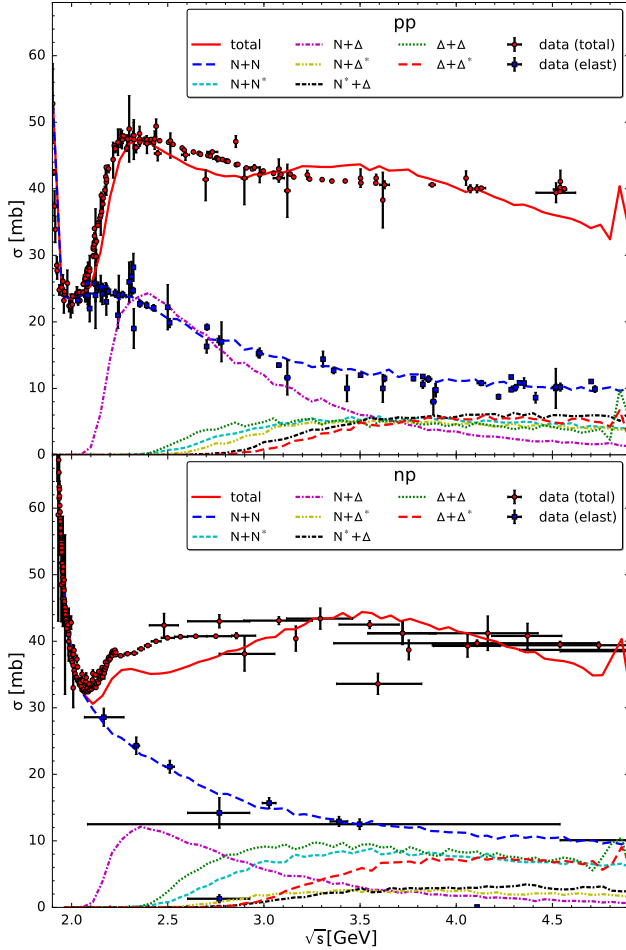 pp
total N+Δ Δ+Δ data (total)
N+N N+Δ* Δ+Δ* data (elast)
N+N* N*+Δ
60
50
40
30
20
10
0
σ [mb]
np
total N+Δ Δ+Δ data (total)
N+N N+Δ* Δ+Δ* data (elast)
N+N* N*+Δ
60
50
40
30
20
10
0
σ [mb]
2.0 2.5 3.0 3.5 4.0 4.5
√s[GeV]